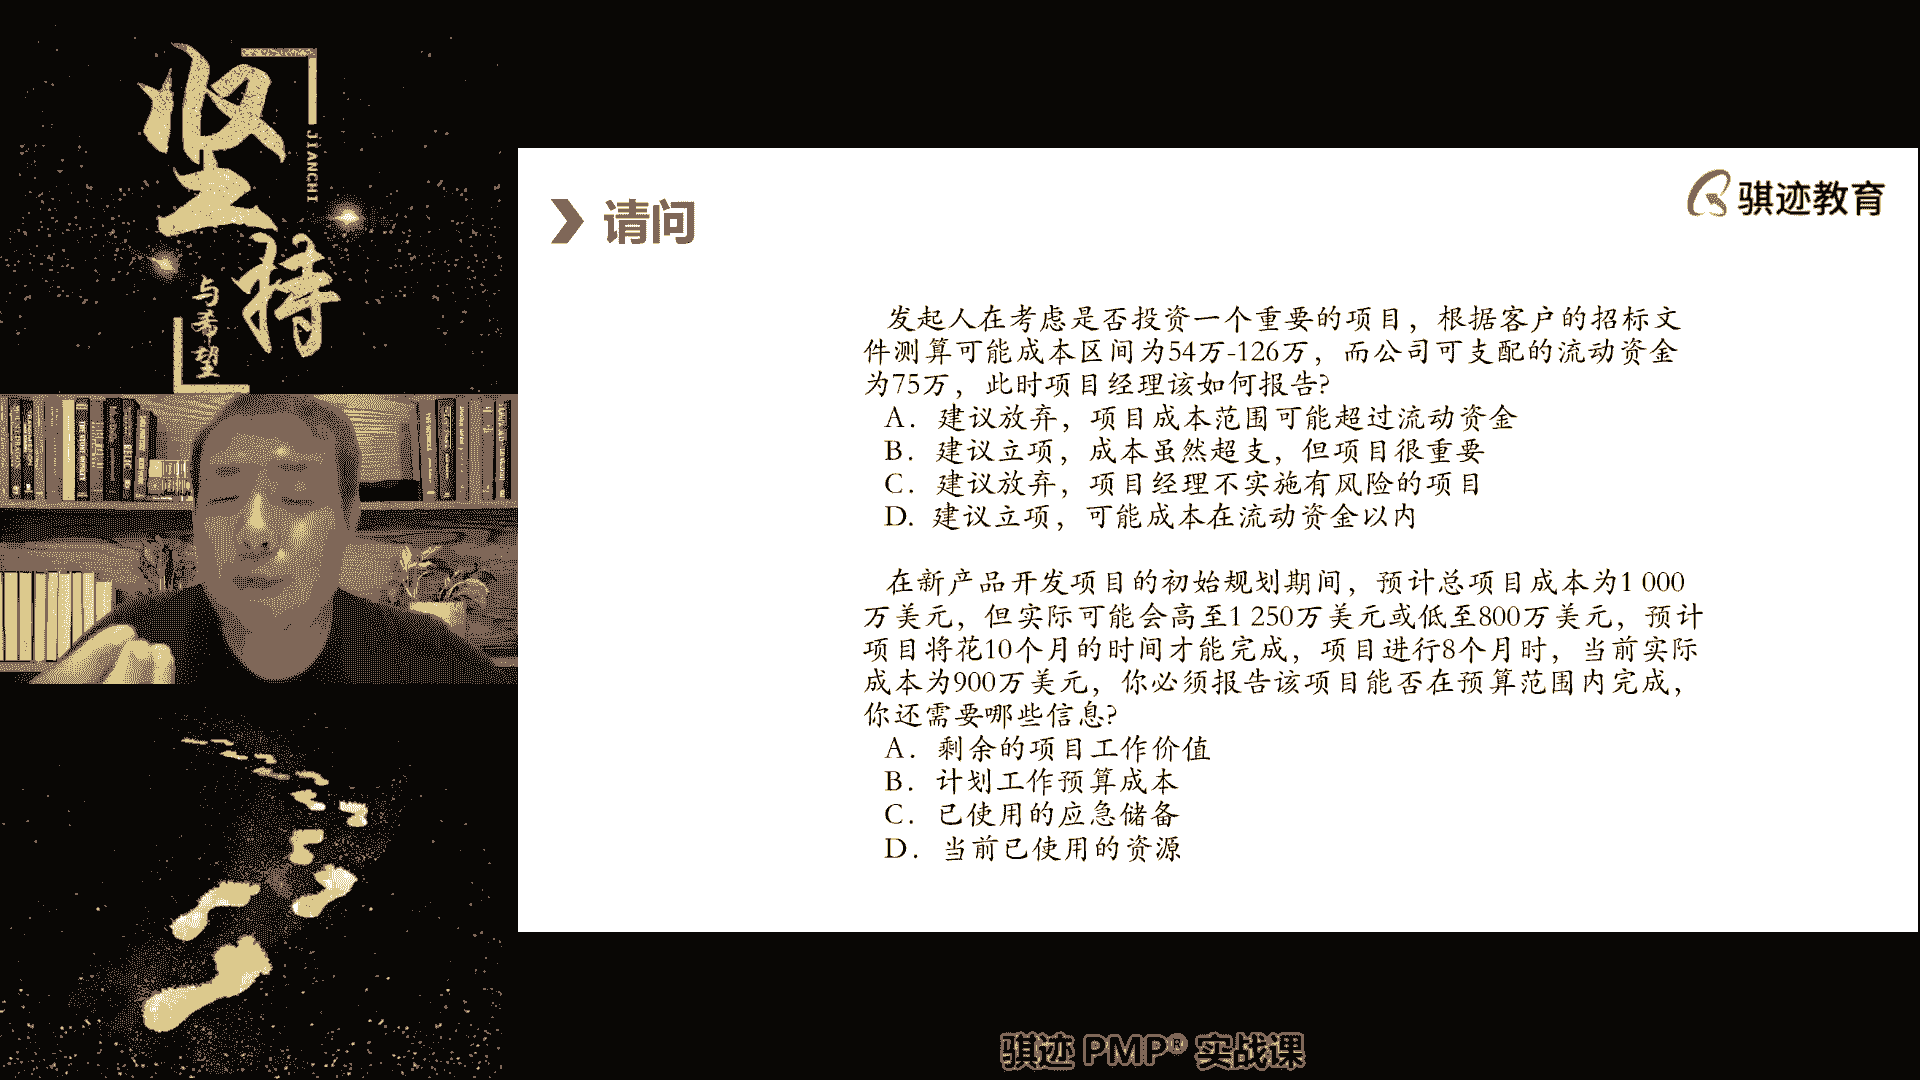 坚持
JIANCHI
与希望
骐迹教育
请问
发起人在考虑是否投资一个重要的项目，根据客户的招标文
件测算可能成本区间为54万-126万，而公司可支配的流动资金
为75万，此时项目经理该如何报告?
A. 建议放弃，项目成本范围可能超过流动资金
B. 建议立项，成本虽然超支，但项目很重要
C. 建议放弃，项目经理不实施有风险的项目
D. 建议立项，可能成本在流动资金以内
在新产品开发项目的初始规划期间，预计总项目成本为1 000
万美元，但实际可能会高至1 250万美元或低至800万美元，预计
项目将花10个月的时间才能完成，项目进行8个月时，当前实际
成本为900万美元，你必须报告该项目能否在预算范围内完成，
你还需要哪些信息?
A. 剩余的项目工作价值
B. 计划工作预算成本
C. 已使用的应急储备
D. 当前已使用的资源
骐迹 PMP® 实战课